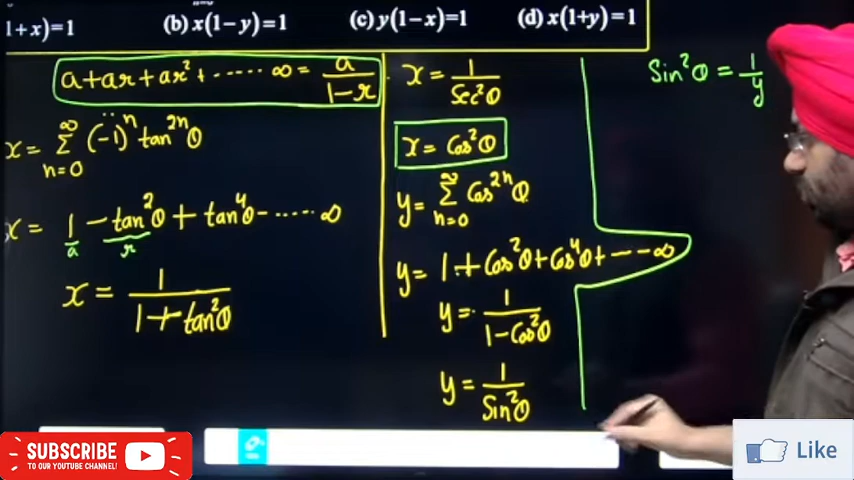 1+x)=1 (b) x(1−y)=1 (c) y(1−x)=1 (d) x(1+y)=1
a+ar+ar²+ ...... ∞ = a/(1−r)
x = ∑_{n=0}^{∞} (−1)ⁿ tan²ⁿθ
x = 1 − tan²θ + tan⁴θ − ...... ∞
a r
x = 1/(1+tan²θ)
x = 1/Sec²θ
x = Cos²θ
y = ∑_{n=0}^{∞} Cos²ⁿθ
y = 1 + Cos²θ + Cos⁴θ + ---- ∞
y = 1/(1−Cos²θ)
y = 1/Sin²θ
Sin²θ = 1/y
SUBSCRIBE
TO OUR YOUTUBE CHANNEL!
Like